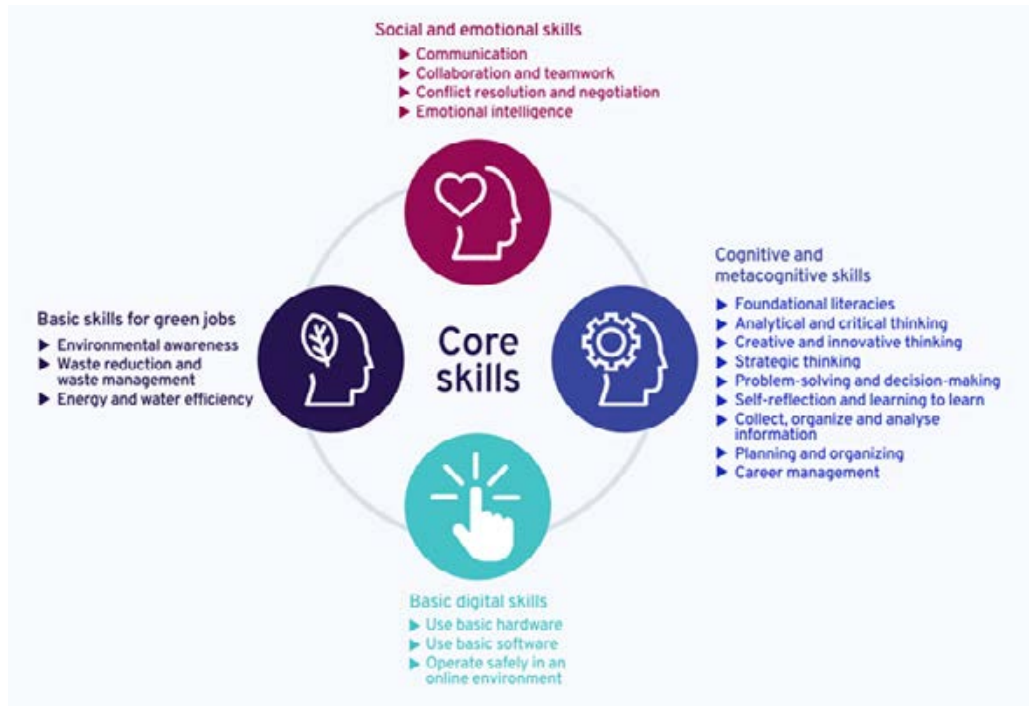 Social and emotional skills
▶ Communication
▶ Collaboration and teamwork
▶ Conflict resolution and negotiation
▶ Emotional intelligence
Cognitive and
metacognitive skills
▶ Foundational literacies
▶ Analytical and critical thinking
▶ Creative and innovative thinking
▶ Strategic thinking
▶ Problem-solving and decision-making
▶ Self-reflection and learning to learn
▶ Collect, organize and analyse
information
▶ Planning and organizing
▶ Career management
Basic skills for green jobs
▶ Environmental awareness
▶ Waste reduction and
waste management
▶ Energy and water efficiency
Core
skills
Basic digital skills
▶ Use basic hardware
▶ Use basic software
▶ Operate safely in an
online environment